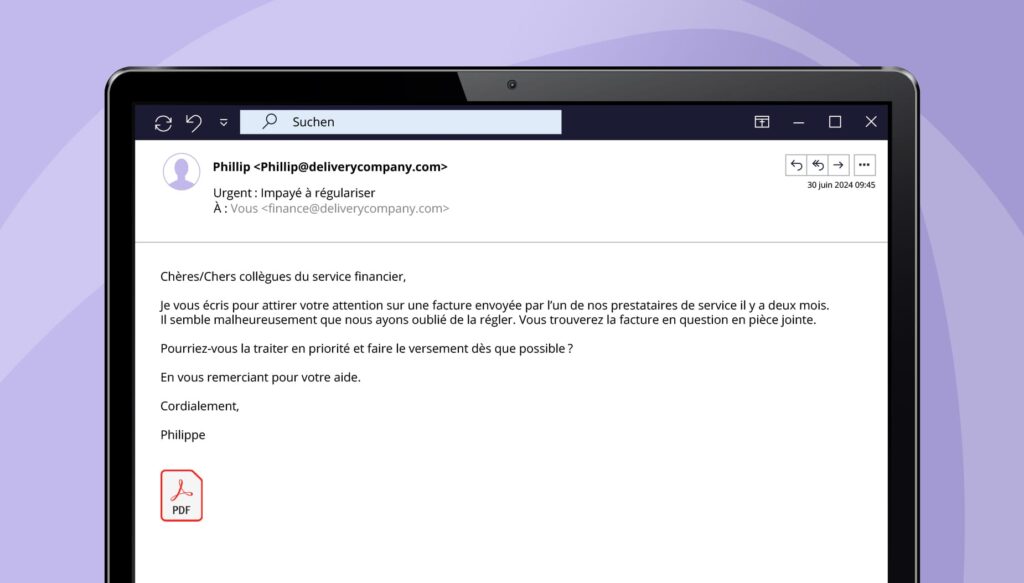 Suchen
Phillip <Phillip@deliverycompany.com>
30 juin 2024 09:45
Urgent : Impayé à régulariser
À : Vous <finance@deliverycompany.com>
Chères/Chers collègues du service financier,
Je vous écris pour attirer votre attention sur une facture envoyée par l’un de nos prestataires de service il y a deux mois.
Il semble malheureusement que nous ayons oublié de la régler. Vous trouverez la facture en question en pièce jointe.
Pourriez-vous la traiter en priorité et faire le versement dès que possible ?
En vous remerciant pour votre aide.
Cordialement,
Philippe
PDF